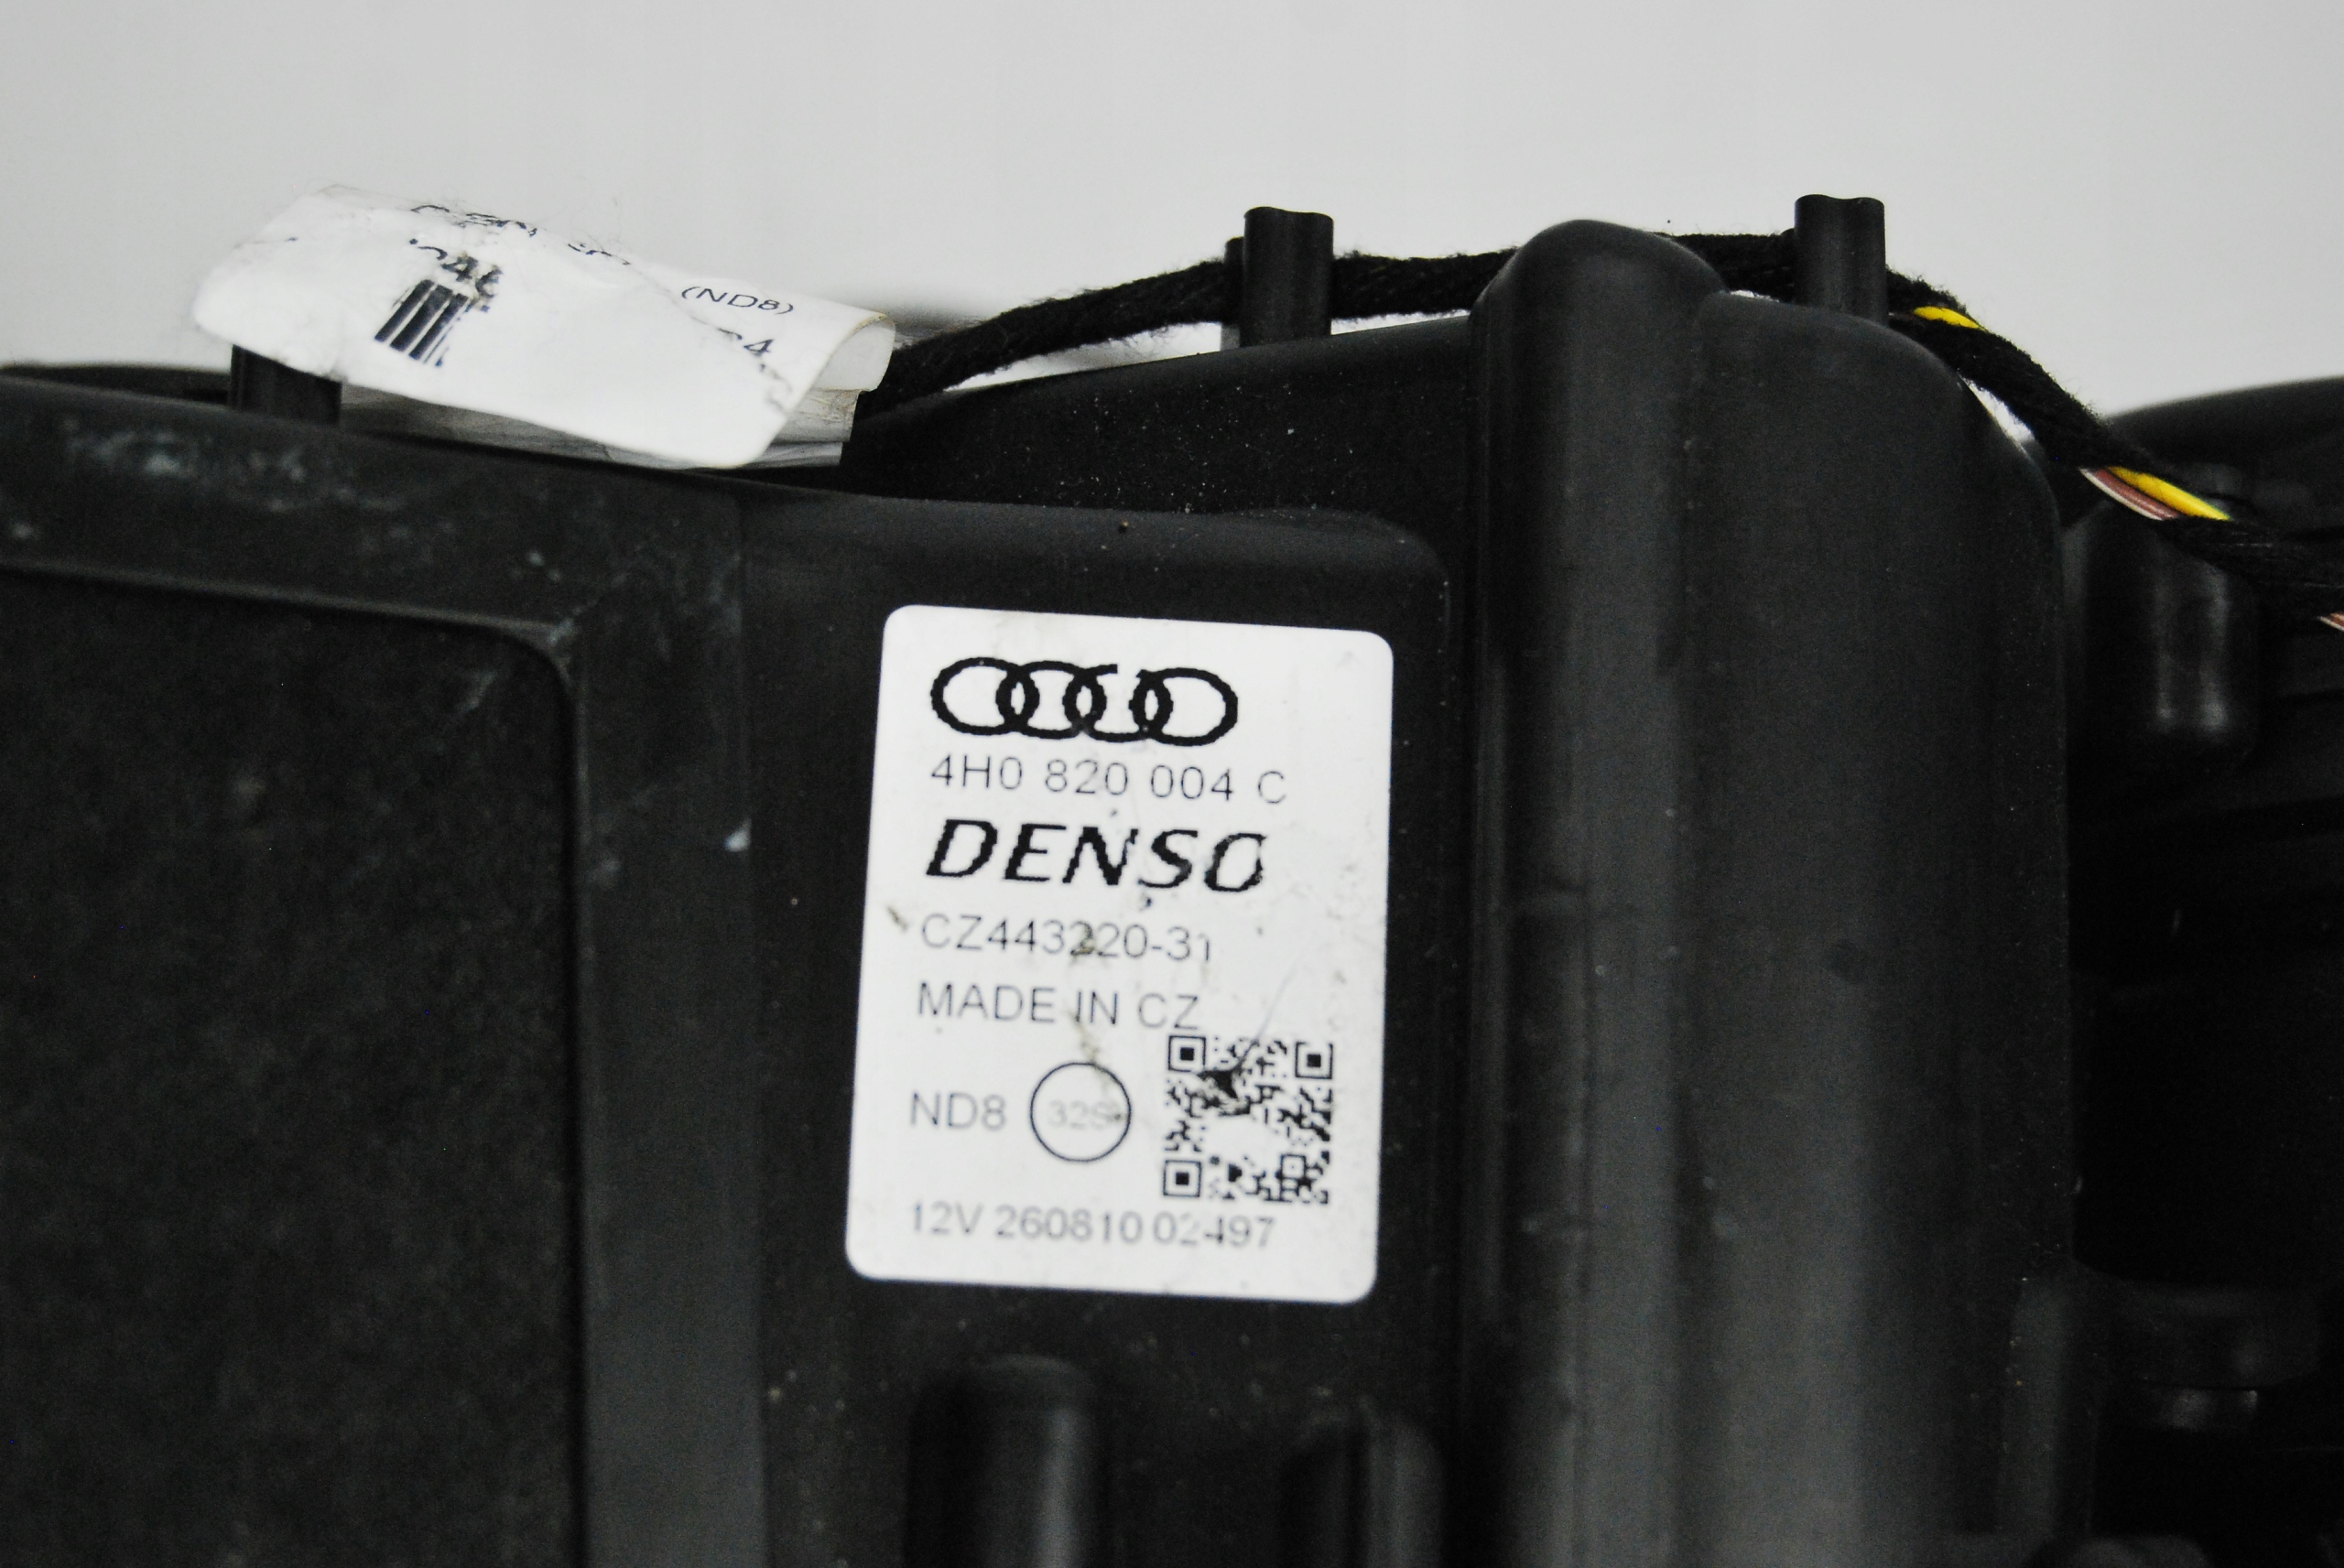 (ND8)
4H0 820 004 C
DENSO
CZ443220-31
MADE IN CZ
ND8
12V 260810 02497